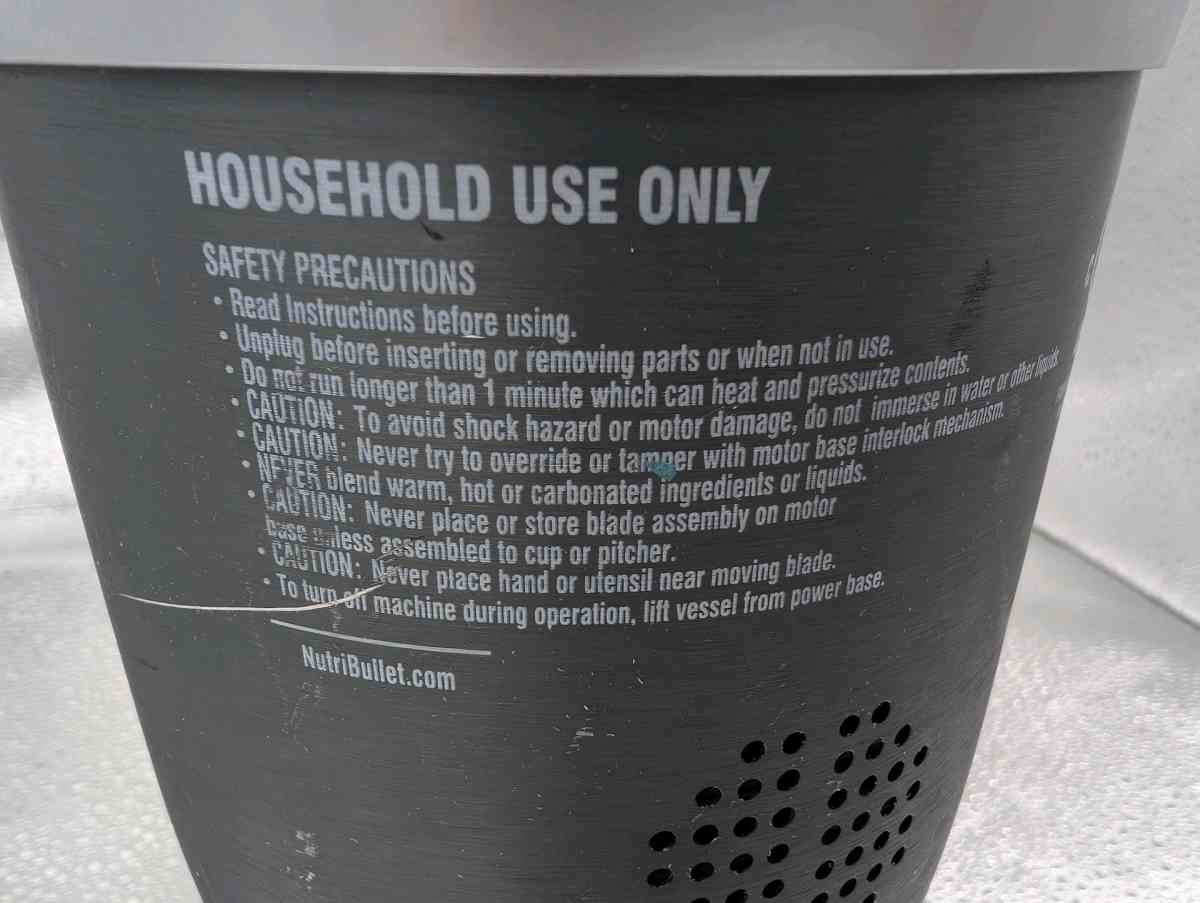 HOUSEHOLD USE ONLY
SAFETY PRECAUTIONS
• Read Instructions before using.
• Unplug before inserting or removing parts or when not in use.
• Do not run longer than 1 minute which can heat and pressurize contents.
• CAUTION: To avoid shock hazard or motor damage, do not immerse in water or other liquids
• CAUTION: Never try to override or tamper with motor base interlock mechanism.
• NEVER blend warm, hot or carbonated ingredients or liquids.
• CAUTION: Never place or store blade assembly on motor
base unless assembled to cup or pitcher.
• CAUTION: Never place hand or utensil near moving blade.
• To turn off machine during operation, lift vessel from power base.
NutriBullet.com